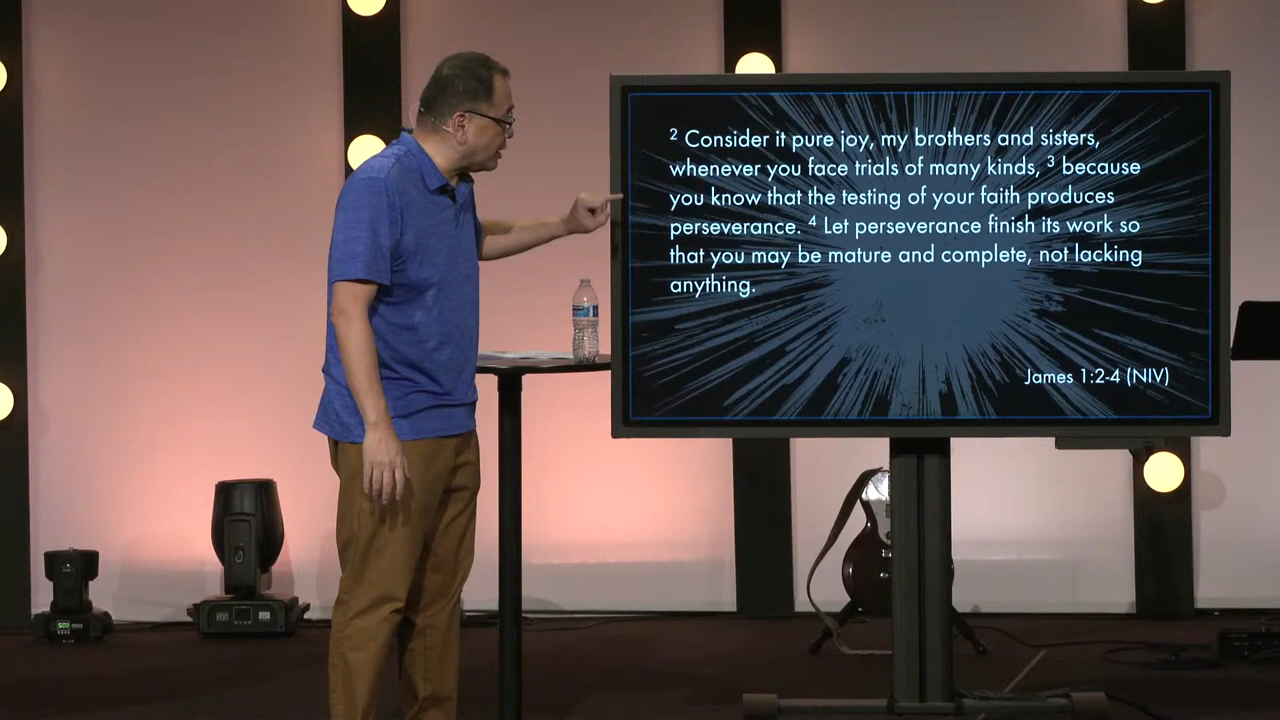 2 Consider it pure joy, my brothers and sisters,
whenever you face trials of many kinds, 3 because
you know that the testing of your faith produces
perseverance. 4 Let perseverance finish its work so
that you may be mature and complete, not lacking
anything.
James 1:2-4 (NIV)